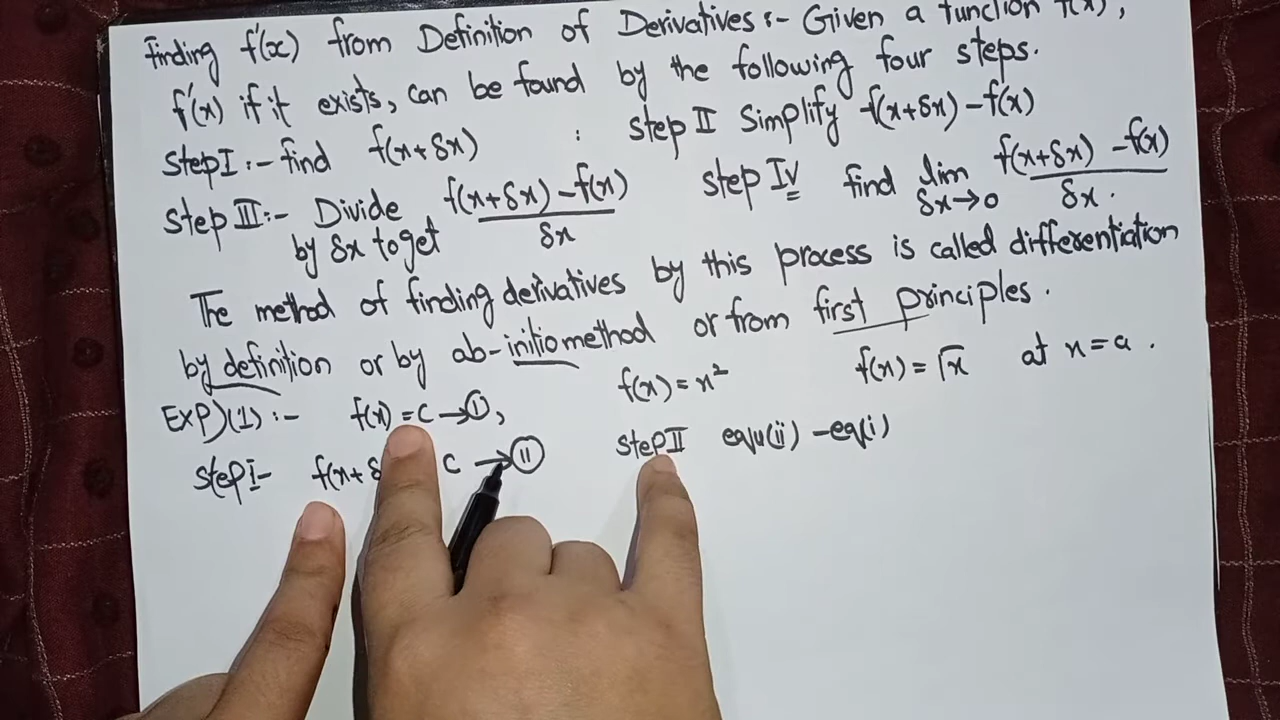 Finding f'(x) from Definition of Derivatives :- Given a function f(x),
f'(x) if it exists, can be found by the following four steps.
Step I :- find f(x+δx) : step II Simplify f(x+δx) - f(x)
Step III :- Divide by δx to get f(x+δx) - f(x) / δx step IV find lim δx→0 f(x+δx) - f(x) / δx.
The method of finding derivatives by this process is called differentiation
by definition or by ab-initio method or from first principles.
EXP)(1) :- f(x) = c → (i), f(x) = x² f(x) = √x at x = a.
Step I- f(x+δ c → (ii) step II equ(ii) - eq(i)